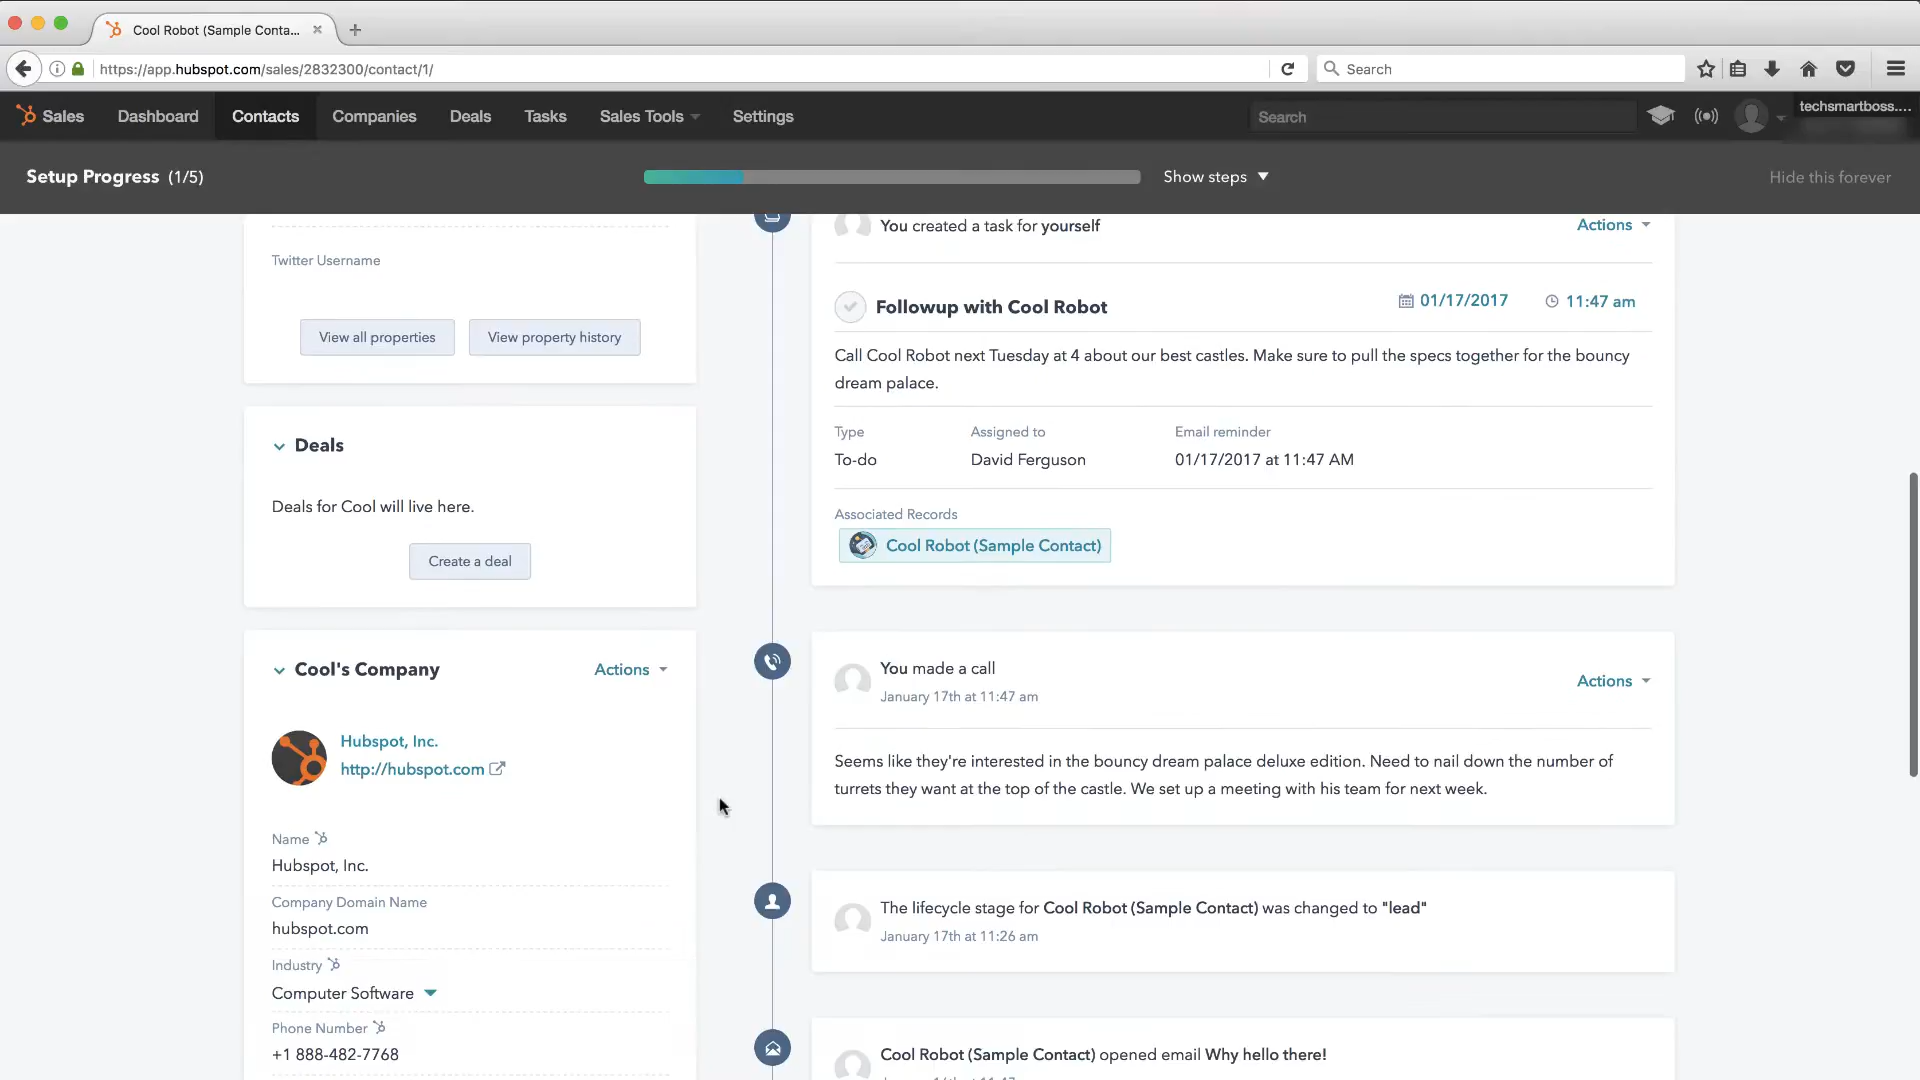 Cool Robot (Sample Conta...
https://app.hubspot.com/sales/2832300/contact/1/
Search
Sales
Dashboard
Contacts
Companies
Deals
Tasks
Sales Tools
Settings
Search
techsmartboss....
Setup Progress (1/5)
Show steps
Hide this forever
Twitter Username
View all properties
View property history
Deals
Deals for Cool will live here.
Create a deal
Cool's Company
Actions
Hubspot, Inc.
http://hubspot.com
Name
Hubspot, Inc.
Company Domain Name
hubspot.com
Industry
Computer Software
Phone Number
+1 888-482-7768
You created a task for yourself
Actions
Followup with Cool Robot
01/17/2017
11:47 am
Call Cool Robot next Tuesday at 4 about our best castles. Make sure to pull the specs together for the bouncy
dream palace.
Type
Assigned to
Email reminder
To-do
David Ferguson
01/17/2017 at 11:47 AM
Associated Records
Cool Robot (Sample Contact)
You made a call
January 17th at 11:47 am
Actions
Seems like they're interested in the bouncy dream palace deluxe edition. Need to nail down the number of
turrets they want at the top of the castle. We set up a meeting with his team for next week.
The lifecycle stage for Cool Robot (Sample Contact) was changed to "lead"
January 17th at 11:26 am
Cool Robot (Sample Contact) opened email Why hello there!